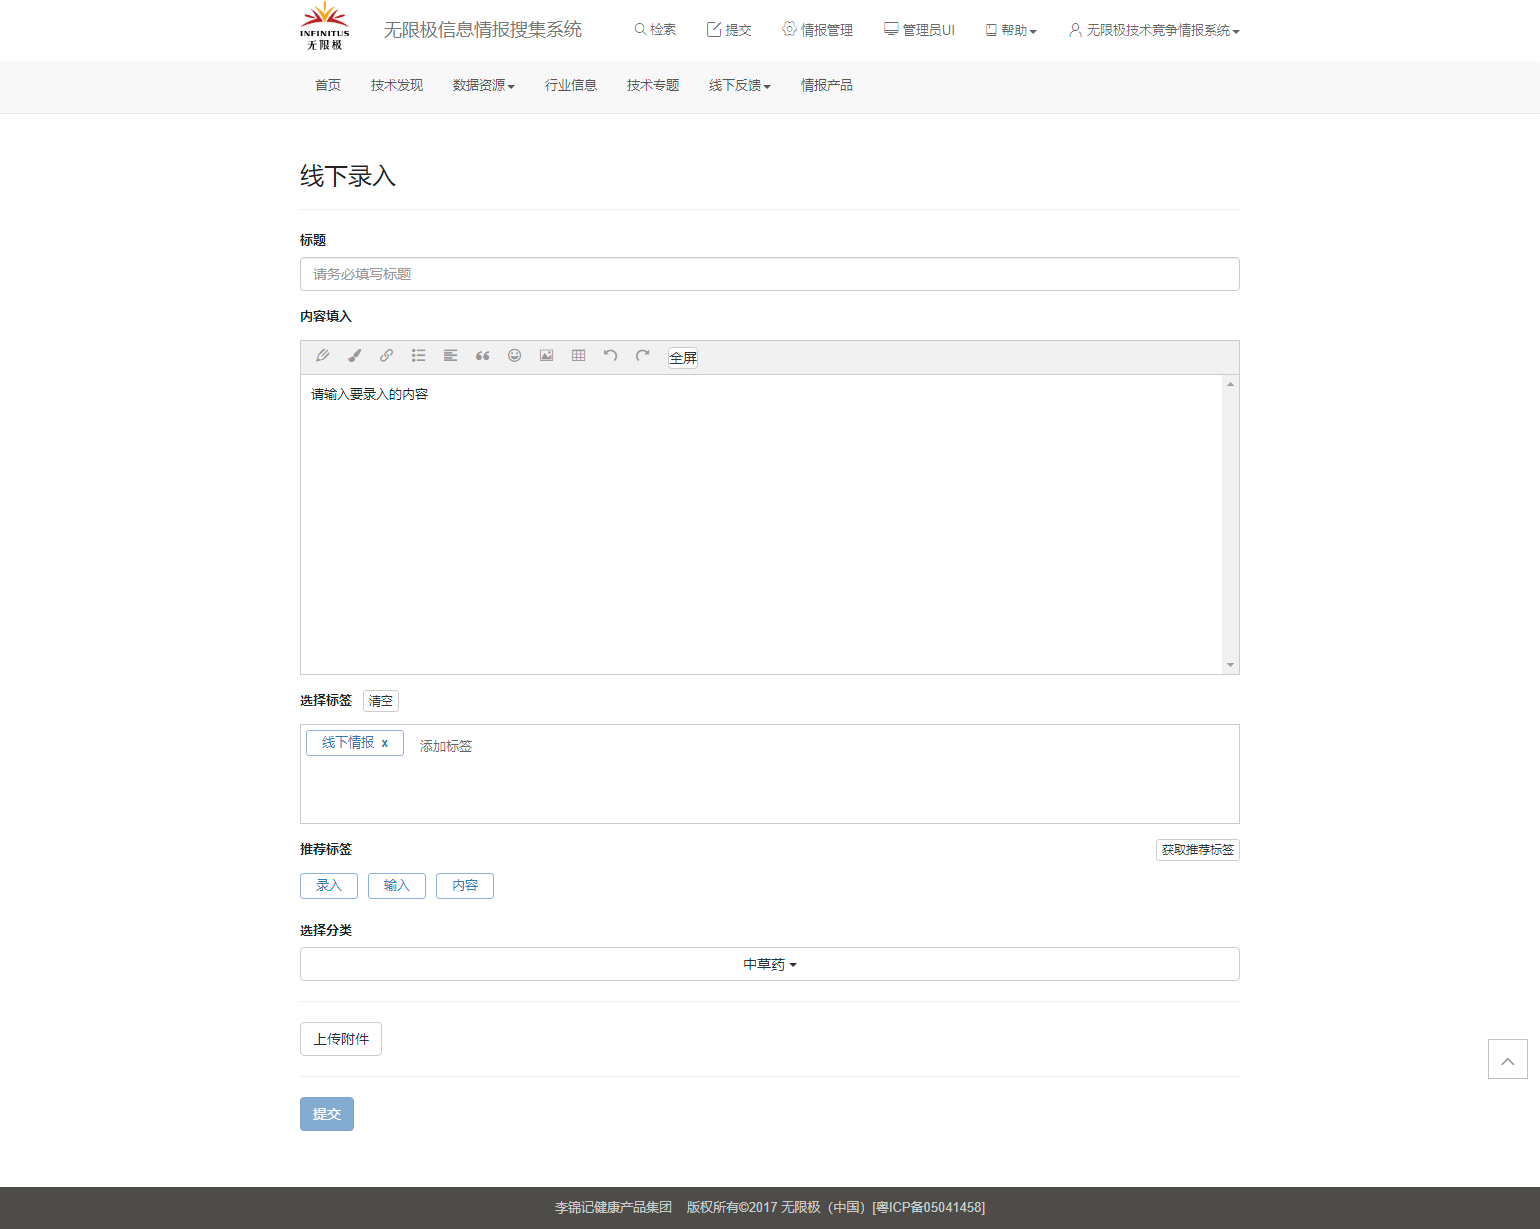 INFINITUS
无限极
无限极信息情报搜集系统 检索 提交 情报管理 管理员UI 帮助 无限极技术竞争情报系统
首页 技术发现 数据资源 行业信息 技术专题 线下反馈 情报产品
线下录入
标题
请务必填写标题
内容填入
全屏
请输入要录入的内容
选择标签 清空
线下情报 x 添加标签
推荐标签 获取推荐标签
录入 输入 内容
选择分类
中草药
上传附件
提交
李锦记健康产品集团 版权所有©2017 无限极（中国）[粤ICP备05041458]